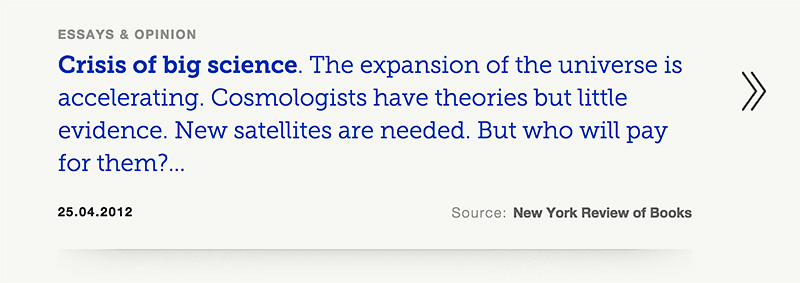 ESSAYS & OPINION
Crisis of big science. The expansion of the universe is
accelerating. Cosmologists have theories but little
evidence. New satellites are needed. But who will pay
for them?...
25.04.2012 Source: New York Review of Books